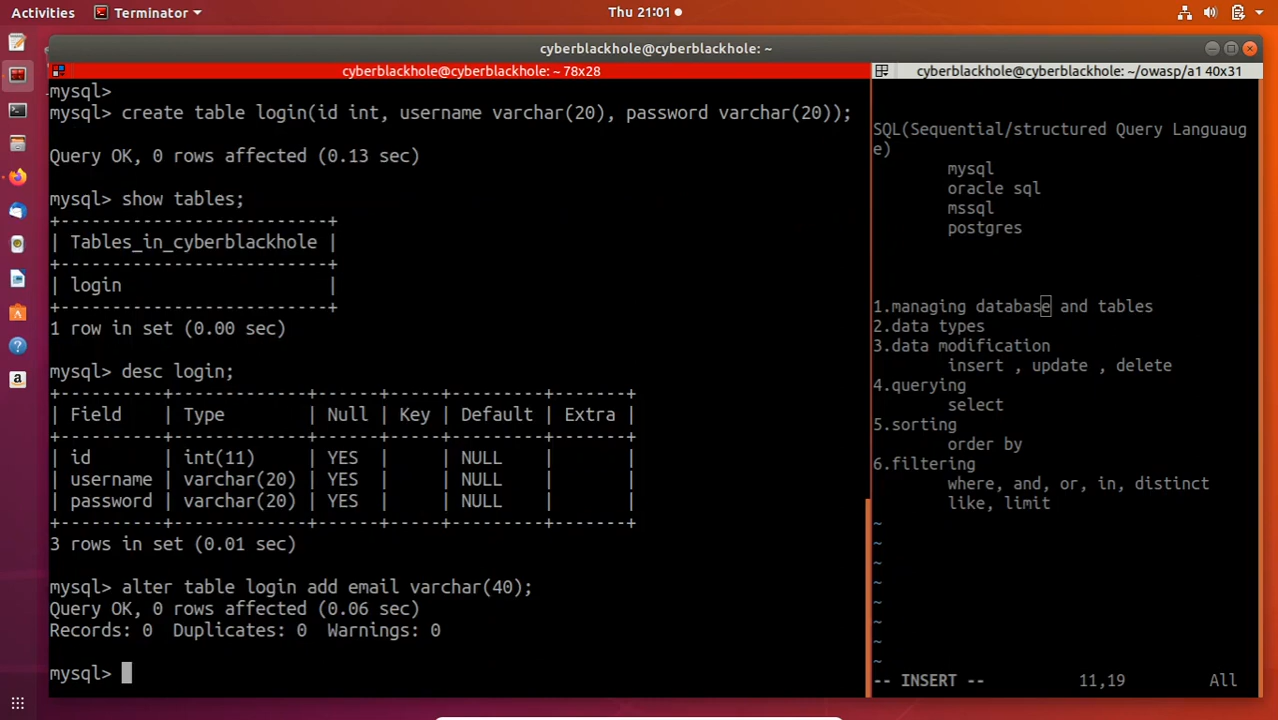 Activities
Terminator
Thu 21:01
cyberblackhole@cyberblackhole: ~
cyberblackhole@cyberblackhole: ~ 78x28
mysql>
mysql> create table login(id int, username varchar(20), password varchar(20));
Query OK, 0 rows affected (0.13 sec)
mysql> show tables;
+--------------------------+
| Tables_in_cyberblackhole |
+--------------------------+
| login                    |
+--------------------------+
1 row in set (0.00 sec)
mysql> desc login;
+----------+-------------+------+-----+---------+-------+
| Field    | Type        | Null | Key | Default | Extra |
+----------+-------------+------+-----+---------+-------+
| id       | int(11)     | YES  |     | NULL    |       |
| username | varchar(20) | YES  |     | NULL    |       |
| password | varchar(20) | YES  |     | NULL    |       |
+----------+-------------+------+-----+---------+-------+
3 rows in set (0.01 sec)
mysql> alter table login add email varchar(40);
Query OK, 0 rows affected (0.06 sec)
Records: 0  Duplicates: 0  Warnings: 0
mysql>
cyberblackhole@cyberblackhole: ~/owasp/a1 40x31
SQL(Sequential/structured Query Languaug
e)
mysql
oracle sql
mssql
postgres
1.managing database and tables
2.data types
3.data modification
insert , update , delete
4.querying
select
5.sorting
order by
6.filtering
where, and, or, in, distinct
like, limit
~
~
~
~
~
~
~
~
-- INSERT --
11,19
All